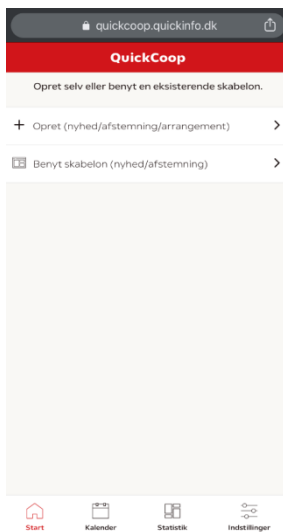 quickcoop.quickinfo.dk
QuickCoop
Opret selv eller benyt en eksisterende skabelon.
Opret (nyhed/afstemning/arrangement)
Benyt skabelon (nyhed/afstemning)
Start Kalender Statistik Indstillinger